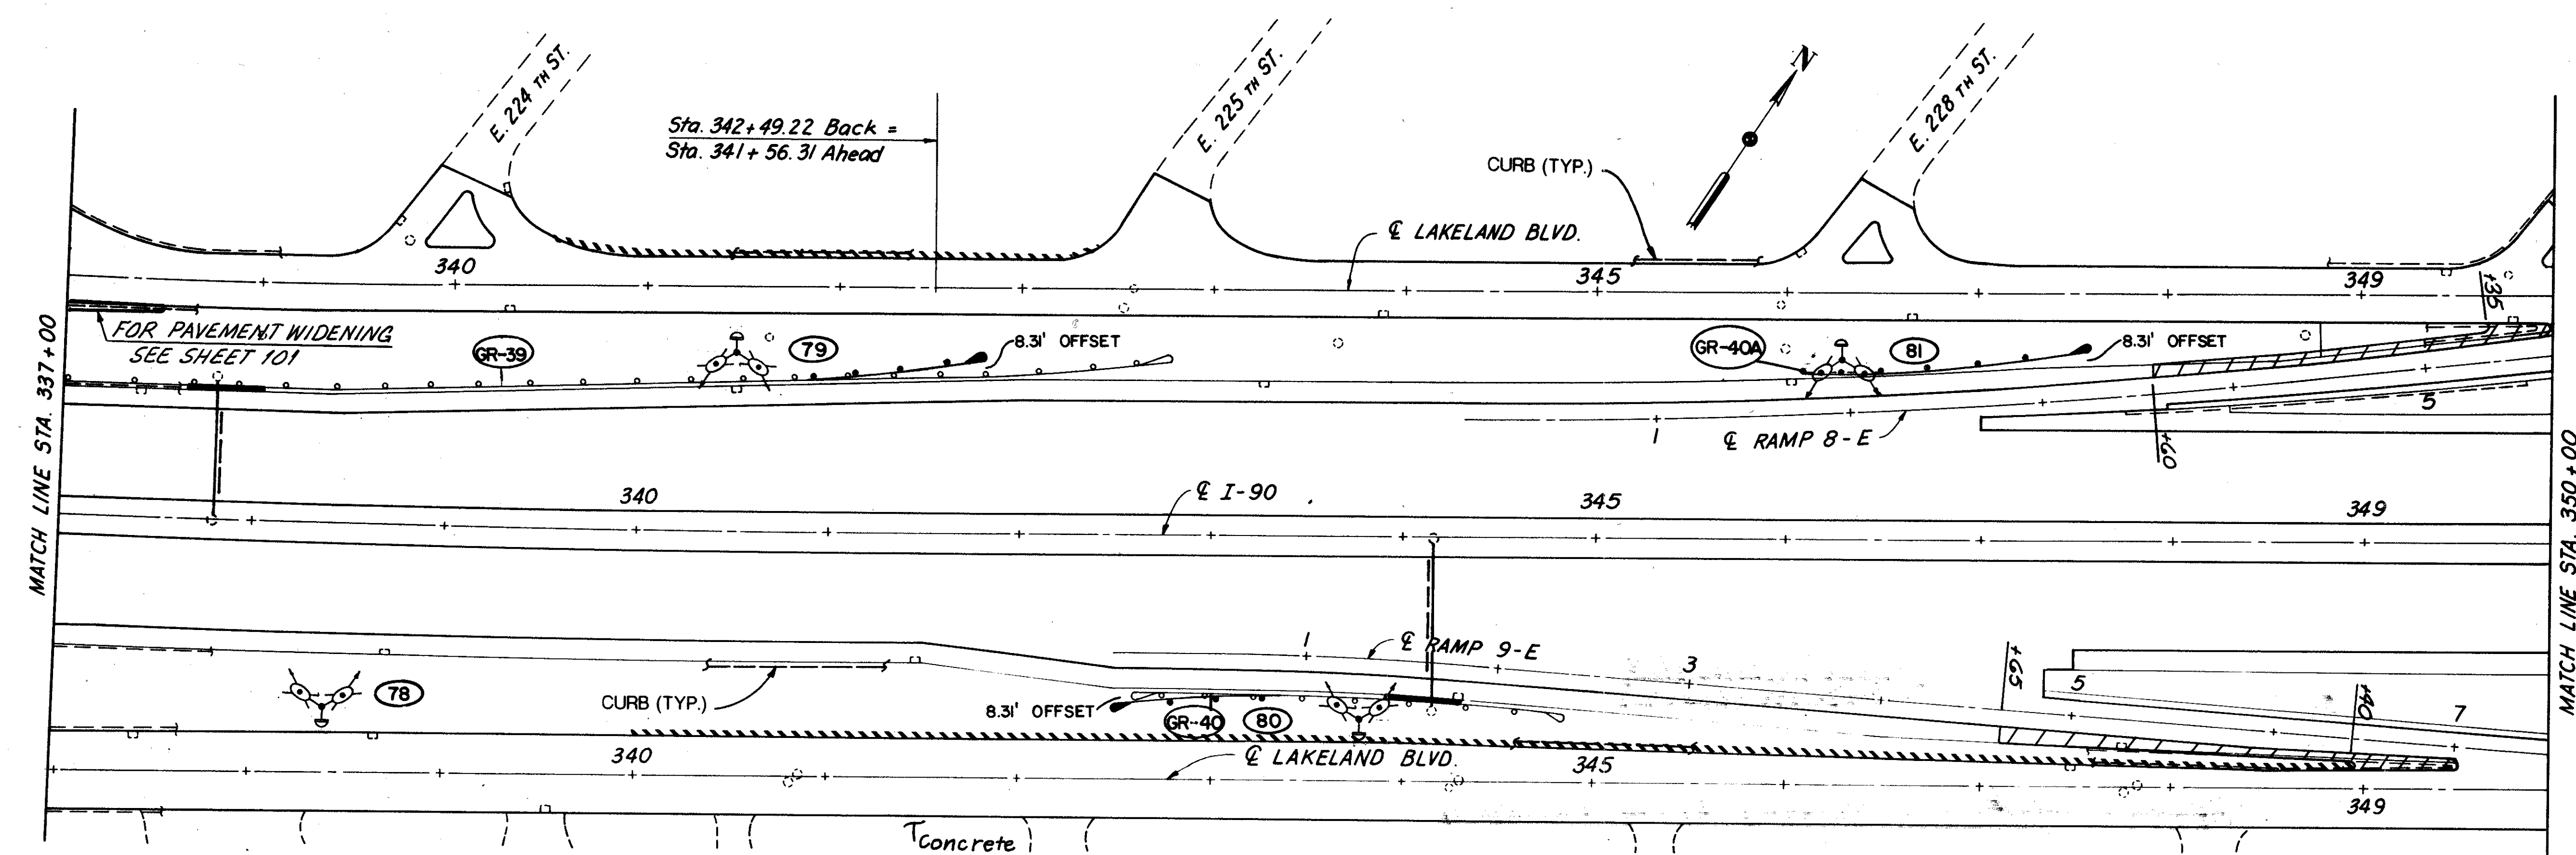 E. 224 TH ST.
E. 225 TH ST.
E. 228 TH ST.
N
Sta. 342+49.22 Back =
Sta. 341+56.31 Ahead
CURB (TYP.)
℄ LAKELAND BLVD.
340
345
349
+35
FOR PAVEMENT WIDENING
SEE SHEET 101
GR-39
79
8.31' OFFSET
GR-40A
81
8.31' OFFSET
MATCH LINE STA. 337+00
1
℄ RAMP 8-E
5
+60
340
℄ I-90
345
349
MATCH LINE STA. 350+00
1
℄ RAMP 9-E
3
+65
5
+40
7
78
CURB (TYP.)
8.31' OFFSET
GR-40
80
340
℄ LAKELAND BLVD.
345
349
Concrete